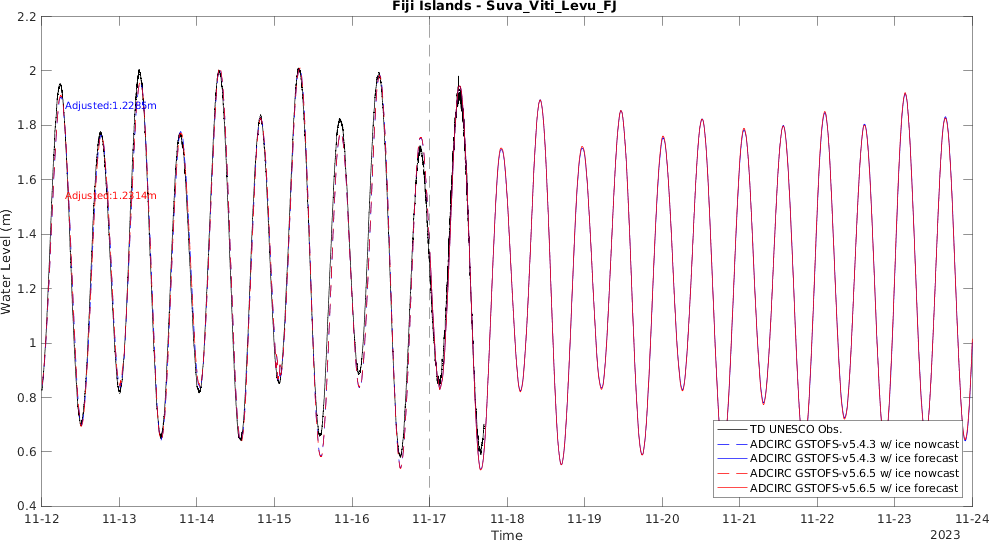 Fiji Islands - Suva_Viti_Levu_FJ
2.2
2
1.8
1.6
1.4
1.2
1
0.8
0.6
0.4
Water Level (m)
Adjusted:1.2285m
Adjusted:1.2314m
TD UNESCO Obs.
ADCIRC GSTOFS-v5.4.3 w/ ice nowcast
ADCIRC GSTOFS-v5.4.3 w/ ice forecast
ADCIRC GSTOFS-v5.6.5 w/ ice nowcast
ADCIRC GSTOFS-v5.6.5 w/ ice forecast
11-12 11-13 11-14 11-15 11-16 11-17 11-18 11-19 11-20 11-21 11-22 11-23 11-24
Time
2023